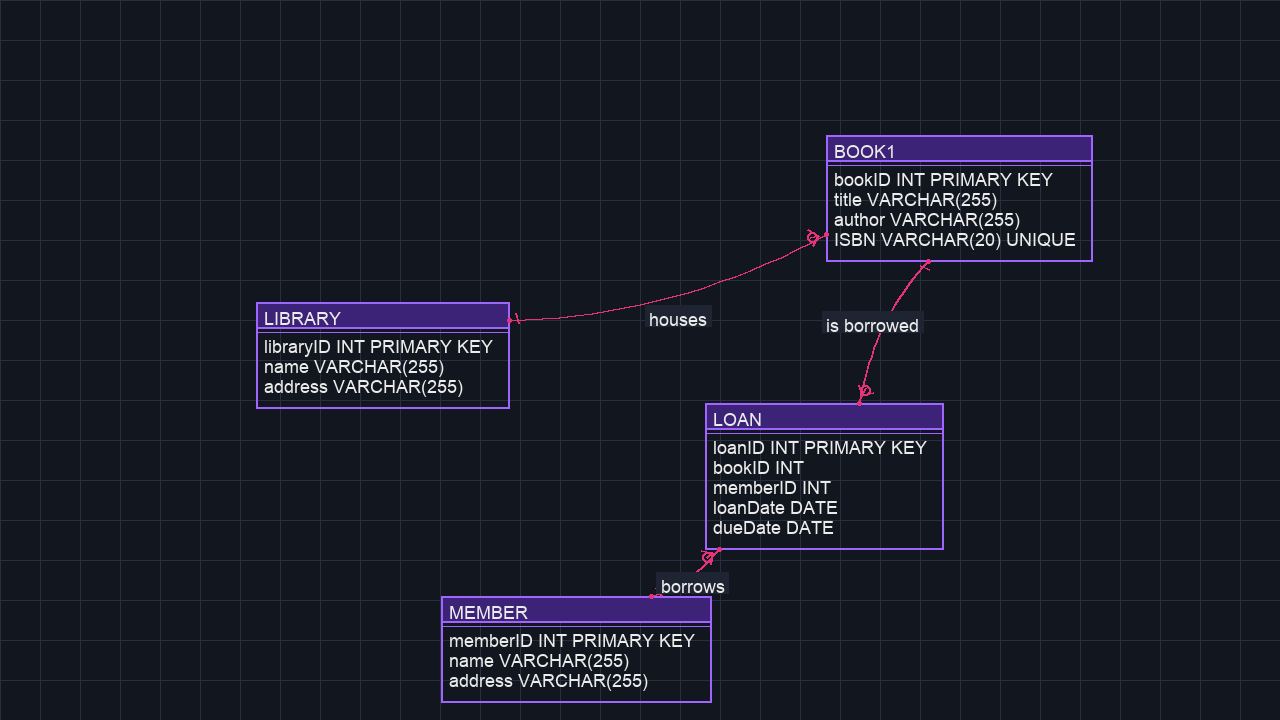 BOOK1
bookID INT PRIMARY KEY
title VARCHAR(255)
author VARCHAR(255)
ISBN VARCHAR(20) UNIQUE
LIBRARY
libraryID INT PRIMARY KEY
name VARCHAR(255)
address VARCHAR(255)
houses
is borrowed
LOAN
loanID INT PRIMARY KEY
bookID INT
memberID INT
loanDate DATE
dueDate DATE
borrows
MEMBER
memberID INT PRIMARY KEY
name VARCHAR(255)
address VARCHAR(255)